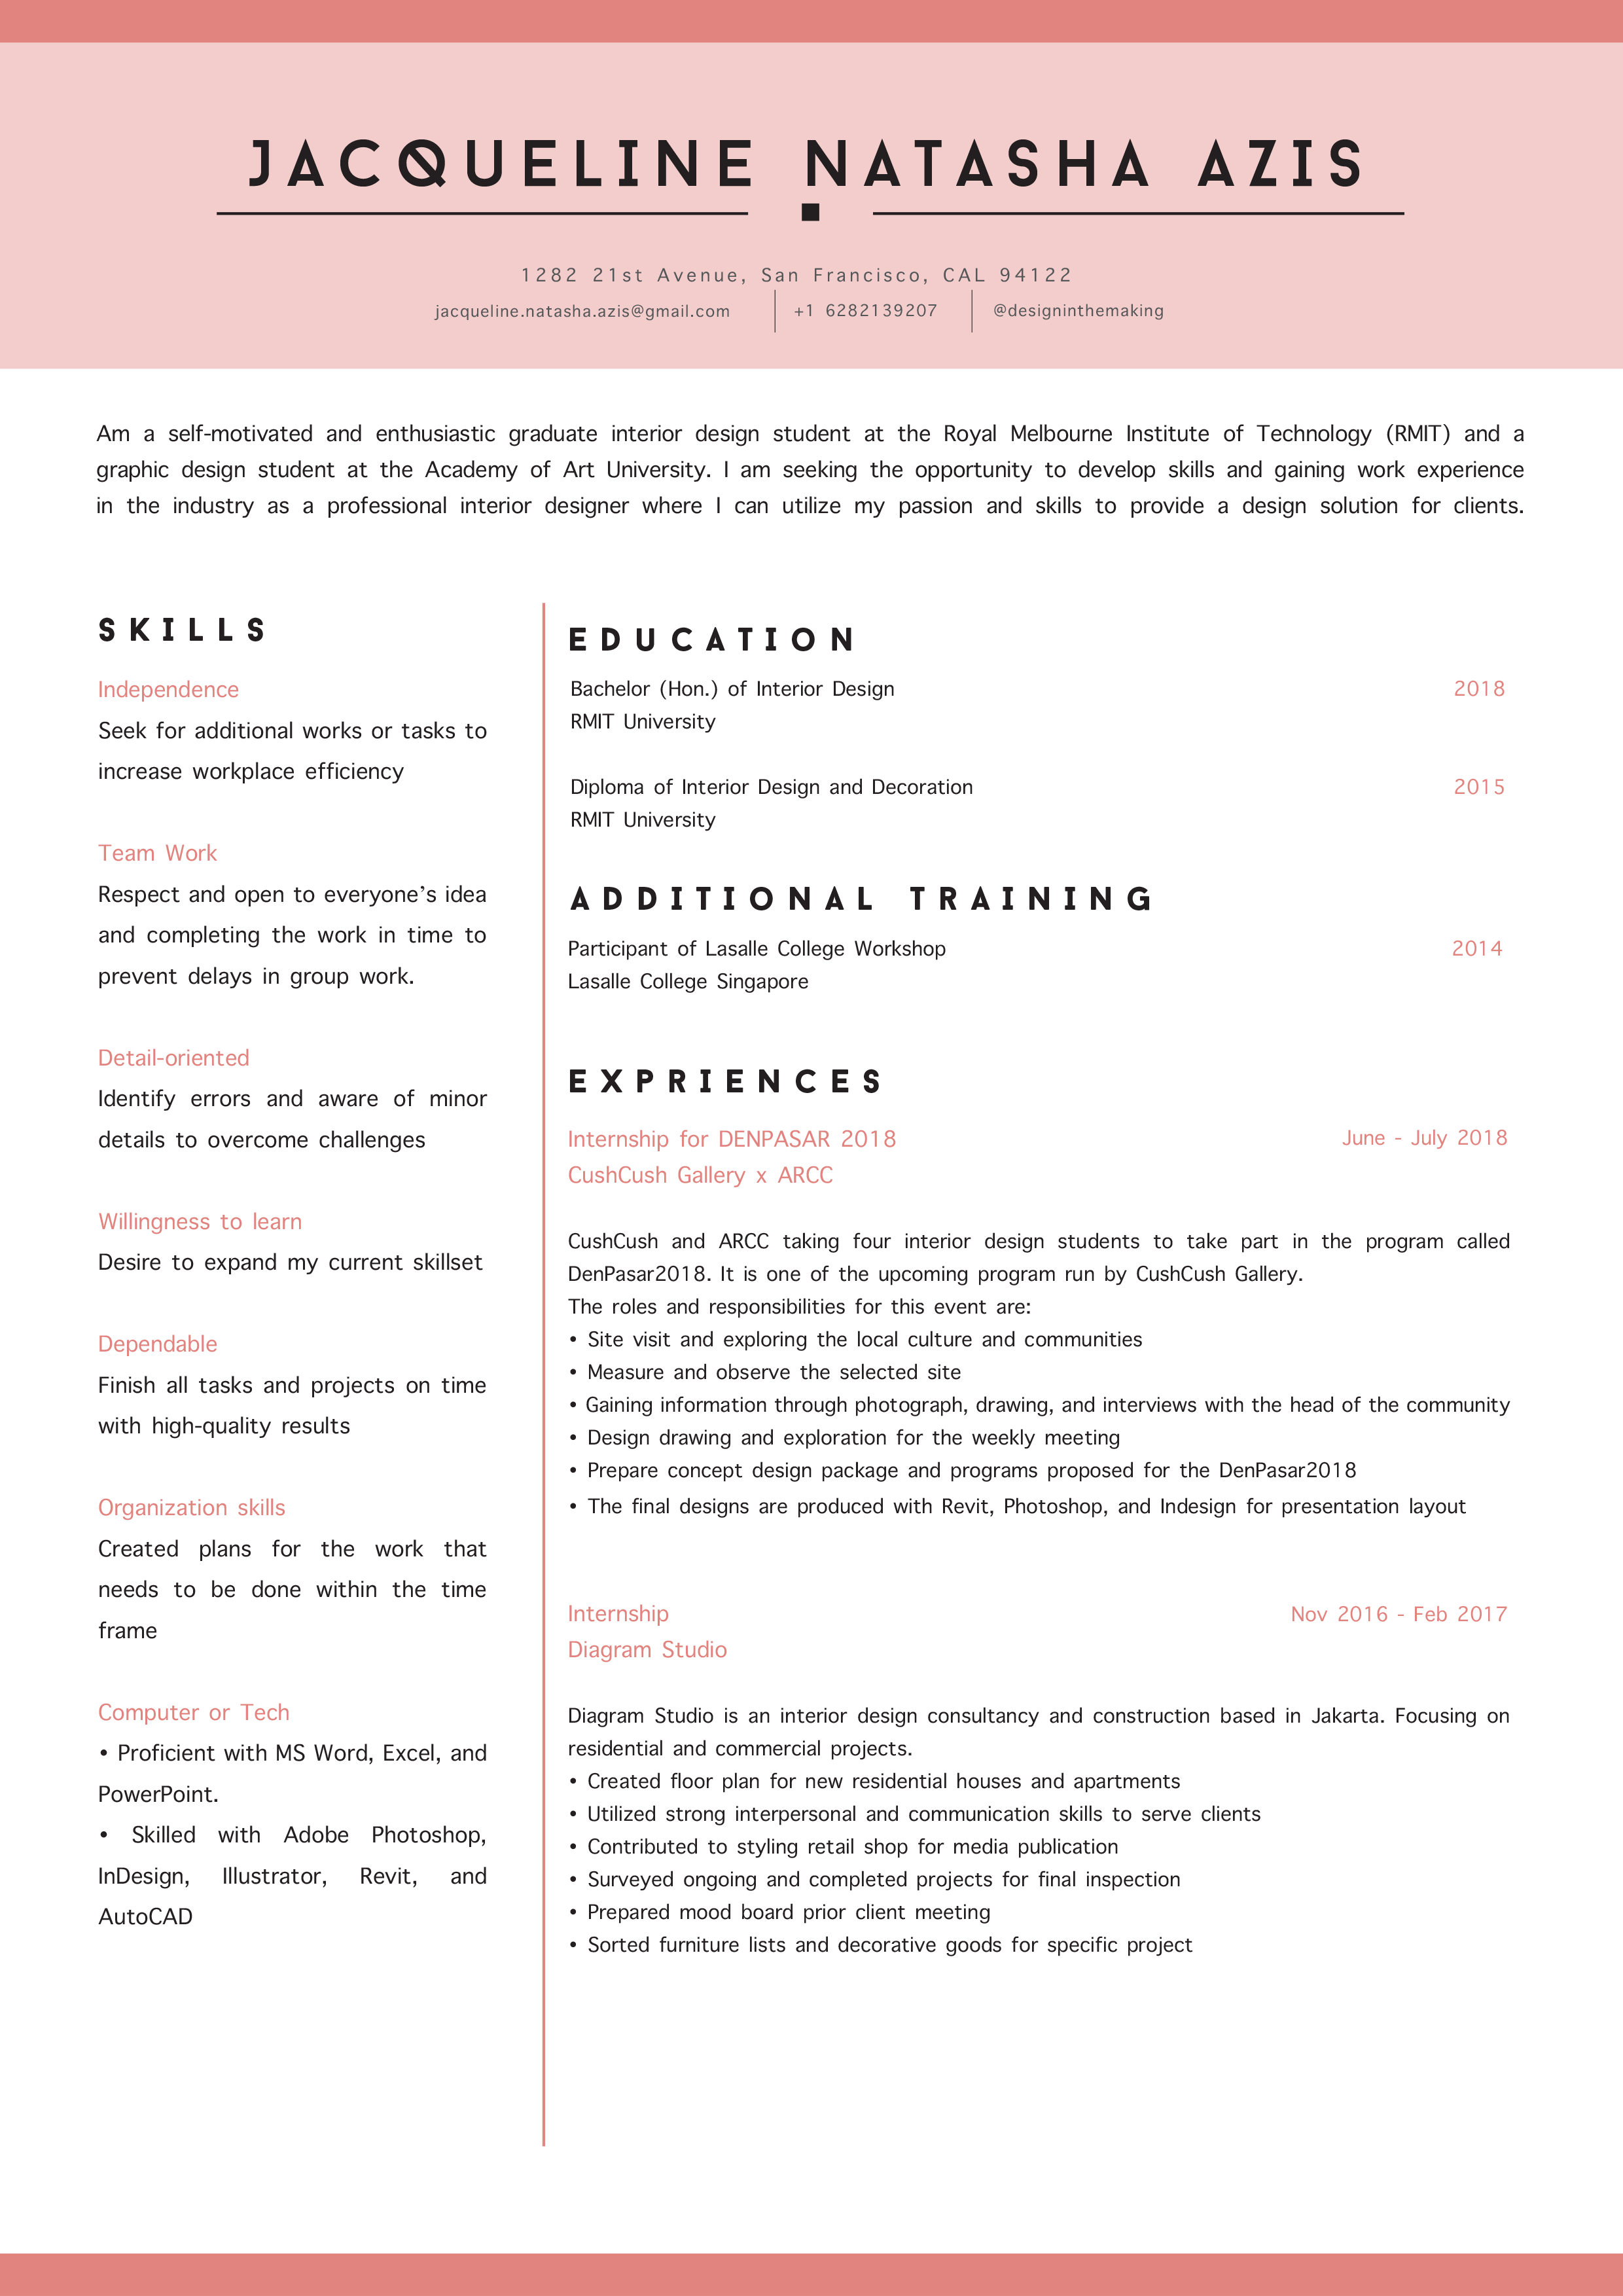 JACQUELINE NATASHA AZIS
1282 21st Avenue, San Francisco, CAL 94122
jacqueline.natasha.azis@gmail.com
+1 6282139207
@designinthemaking
Am a self-motivated and enthusiastic graduate interior design student at the Royal Melbourne Institute of Technology (RMIT) and a
graphic design student at the Academy of Art University. I am seeking the opportunity to develop skills and gaining work experience
in the industry as a professional interior designer where I can utilize my passion and skills to provide a design solution for clients.
SKILLS
Independence
Seek for additional works or tasks to
increase workplace efficiency
Team Work
Respect and open to everyone’s idea
and completing the work in time to
prevent delays in group work.
Detail-oriented
Identify errors and aware of minor
details to overcome challenges
Willingness to learn
Desire to expand my current skillset
Dependable
Finish all tasks and projects on time
with high-quality results
Organization skills
Created plans for the work that
needs to be done within the time
frame
Computer or Tech
• Proficient with MS Word, Excel, and
PowerPoint.
• Skilled with Adobe Photoshop,
InDesign, Illustrator, Revit, and
AutoCAD
EDUCATION
Bachelor (Hon.) of Interior Design 2018
RMIT University
Diploma of Interior Design and Decoration 2015
RMIT University
ADDITIONAL TRAINING
Participant of Lasalle College Workshop 2014
Lasalle College Singapore
EXPRIENCES
Internship for DENPASAR 2018 June - July 2018
CushCush Gallery x ARCC
CushCush and ARCC taking four interior design students to take part in the program called
DenPasar2018. It is one of the upcoming program run by CushCush Gallery.
The roles and responsibilities for this event are:
• Site visit and exploring the local culture and communities
• Measure and observe the selected site
• Gaining information through photograph, drawing, and interviews with the head of the community
• Design drawing and exploration for the weekly meeting
• Prepare concept design package and programs proposed for the DenPasar2018
• The final designs are produced with Revit, Photoshop, and Indesign for presentation layout
Internship Nov 2016 - Feb 2017
Diagram Studio
Diagram Studio is an interior design consultancy and construction based in Jakarta. Focusing on
residential and commercial projects.
• Created floor plan for new residential houses and apartments
• Utilized strong interpersonal and communication skills to serve clients
• Contributed to styling retail shop for media publication
• Surveyed ongoing and completed projects for final inspection
• Prepared mood board prior client meeting
• Sorted furniture lists and decorative goods for specific project